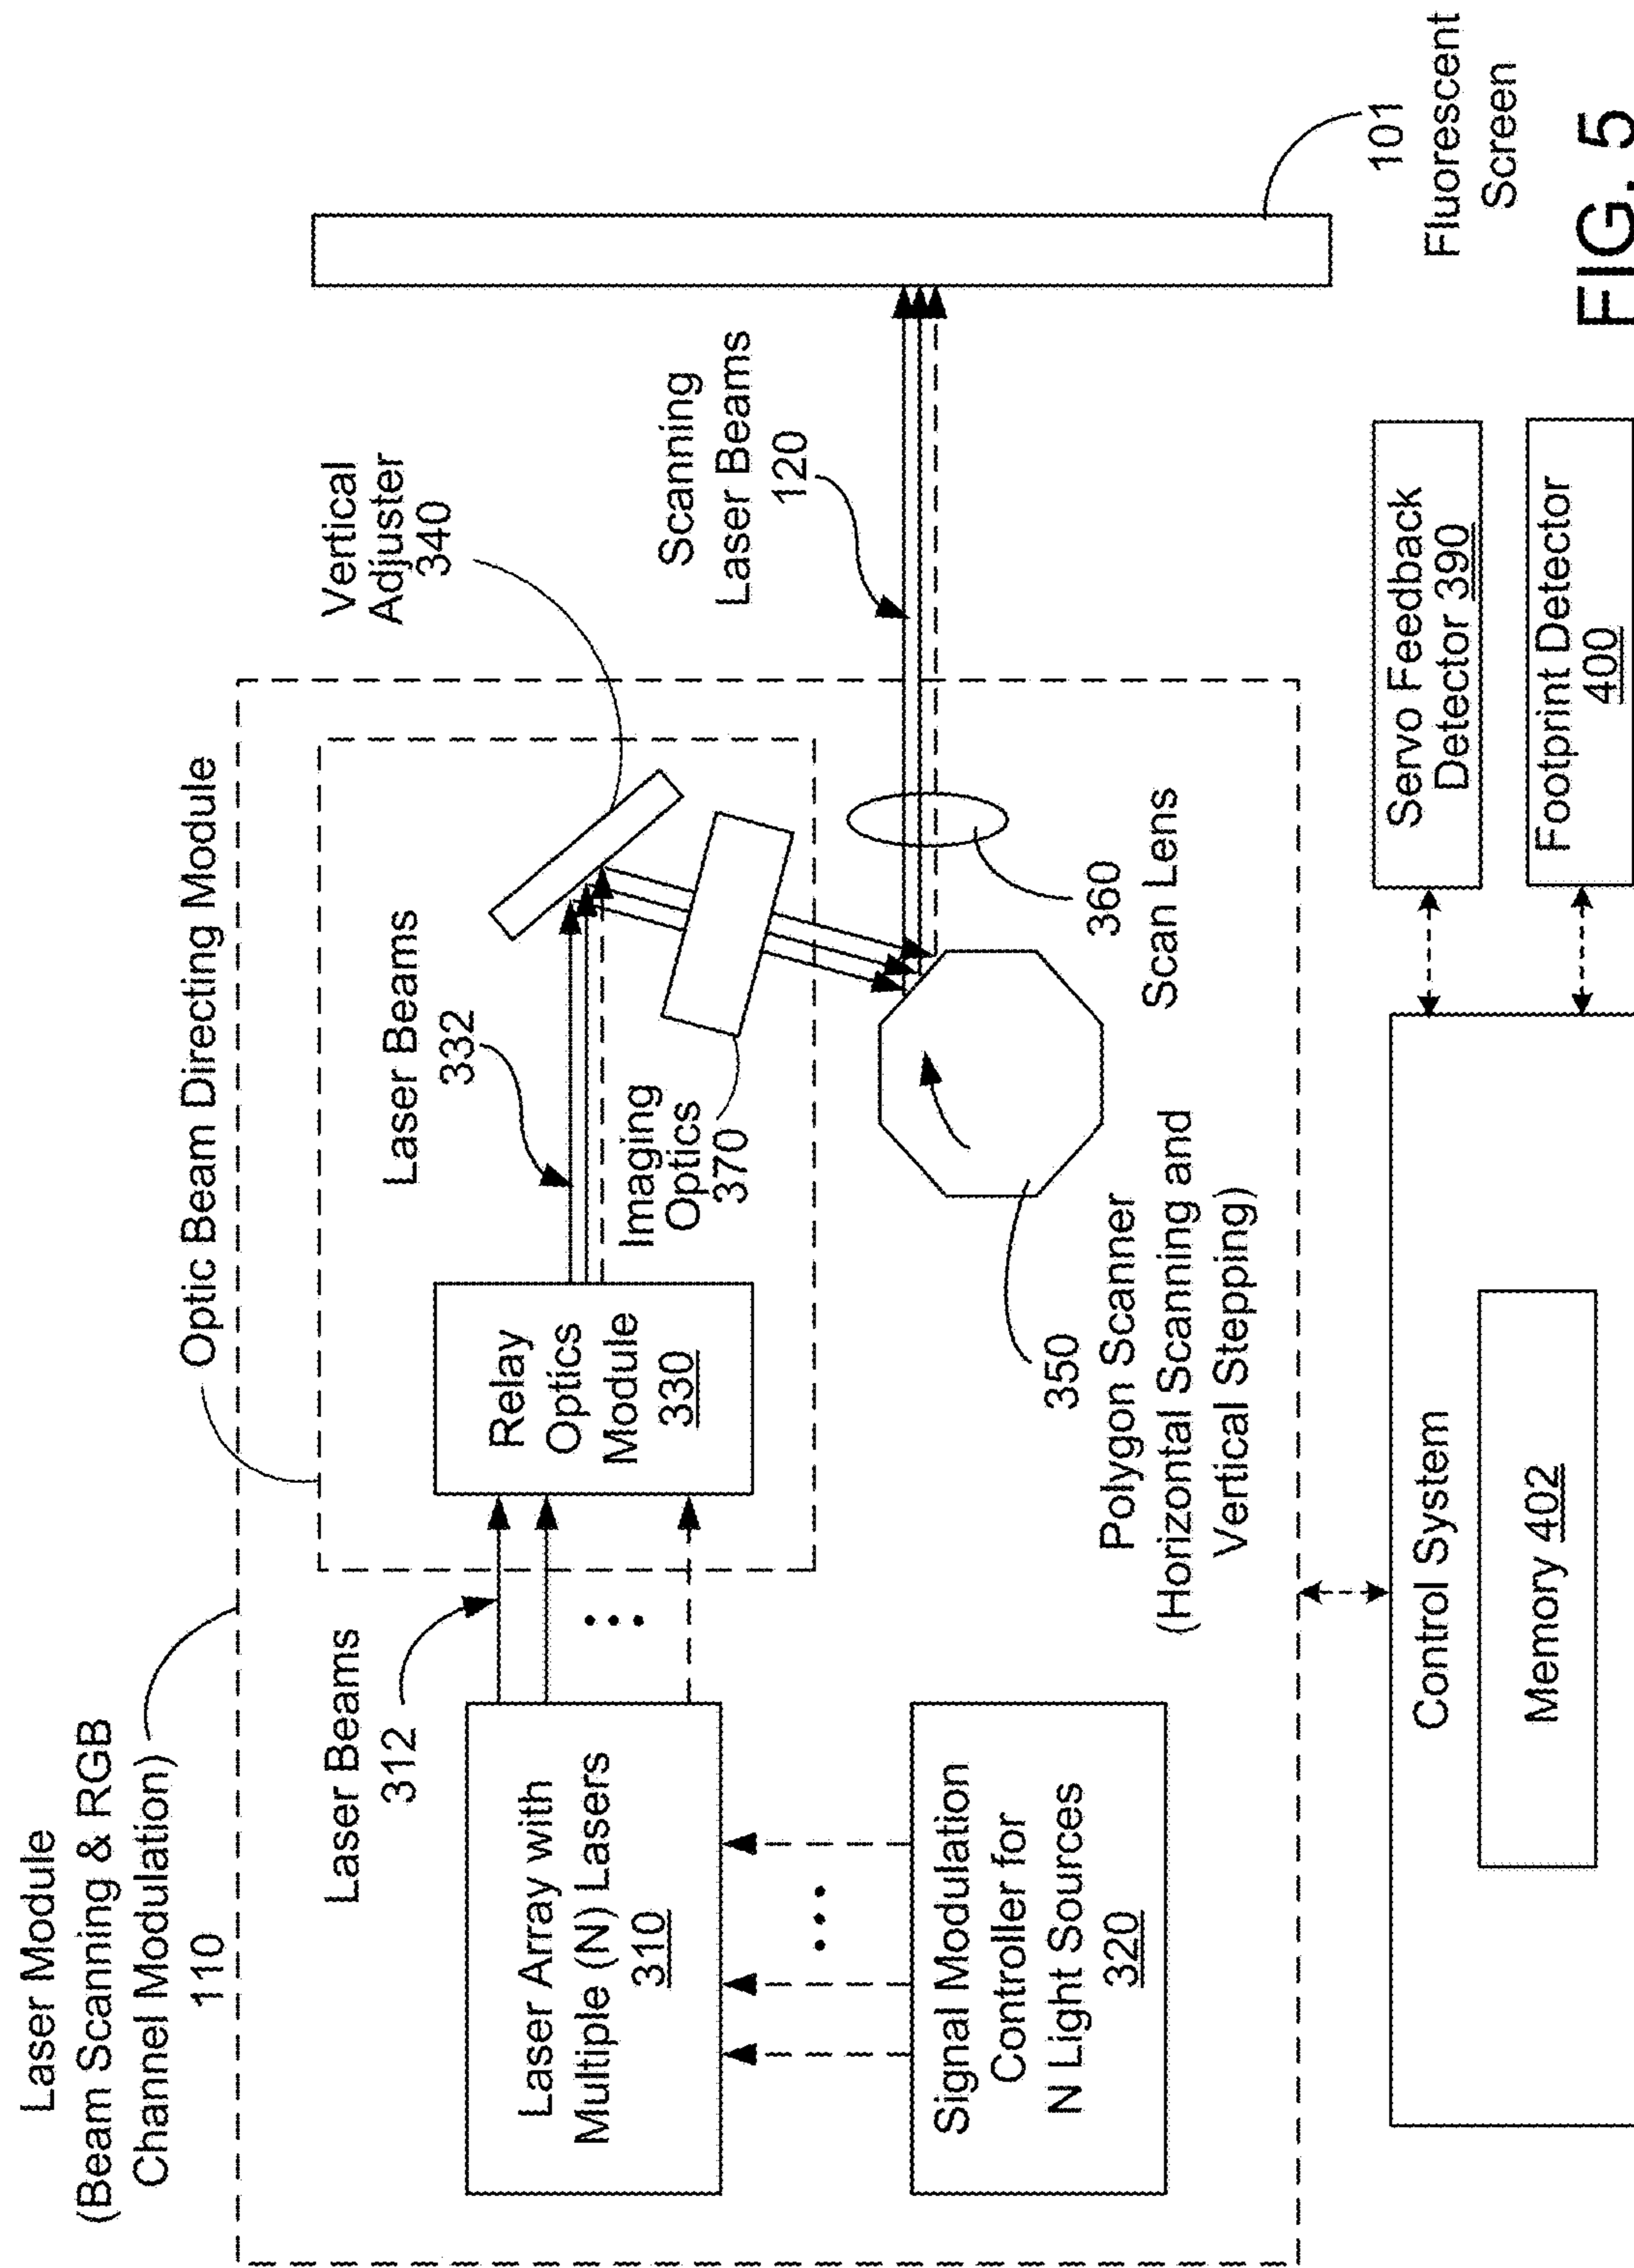 Laser Module
(Beam Scanning & RGB
Channel Modulation)
110
Optic Beam Directing Module
Laser Beams
312
Laser Array with
Multiple (N) Lasers
310
Signal Modulation
Controller for
N Light Sources
320
Relay
Optics
Module
330
Laser Beams
332
Imaging
Optics
370
Vertical
Adjuster
340
350
Polygon Scanner
(Horizontal Scanning and
Vertical Stepping)
360
Scan Lens
Scanning
Laser Beams
120
101
Fluorescent
Screen
Control System
Memory 402
Servo Feedback
Detector 390
Footprint Detector
400
FIG. 5